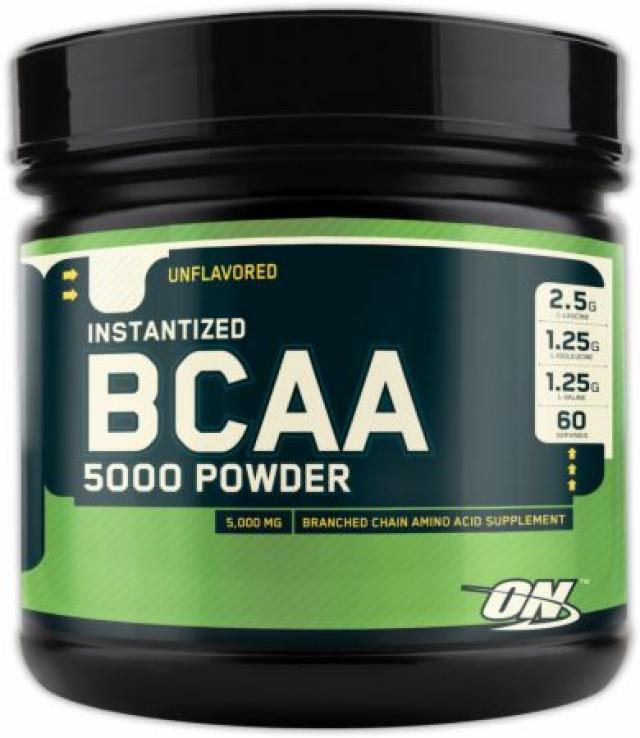 UNFLAVORED
INSTANTIZED
BCAA
5000 POWDER
5,000 MG | BRANCHED CHAIN AMINO ACID SUPPLEMENT
2.5G
L-LEUCINE
1.25G
L-ISOLEUCINE
1.25G
L-VALINE
60
SERVINGS
ON™